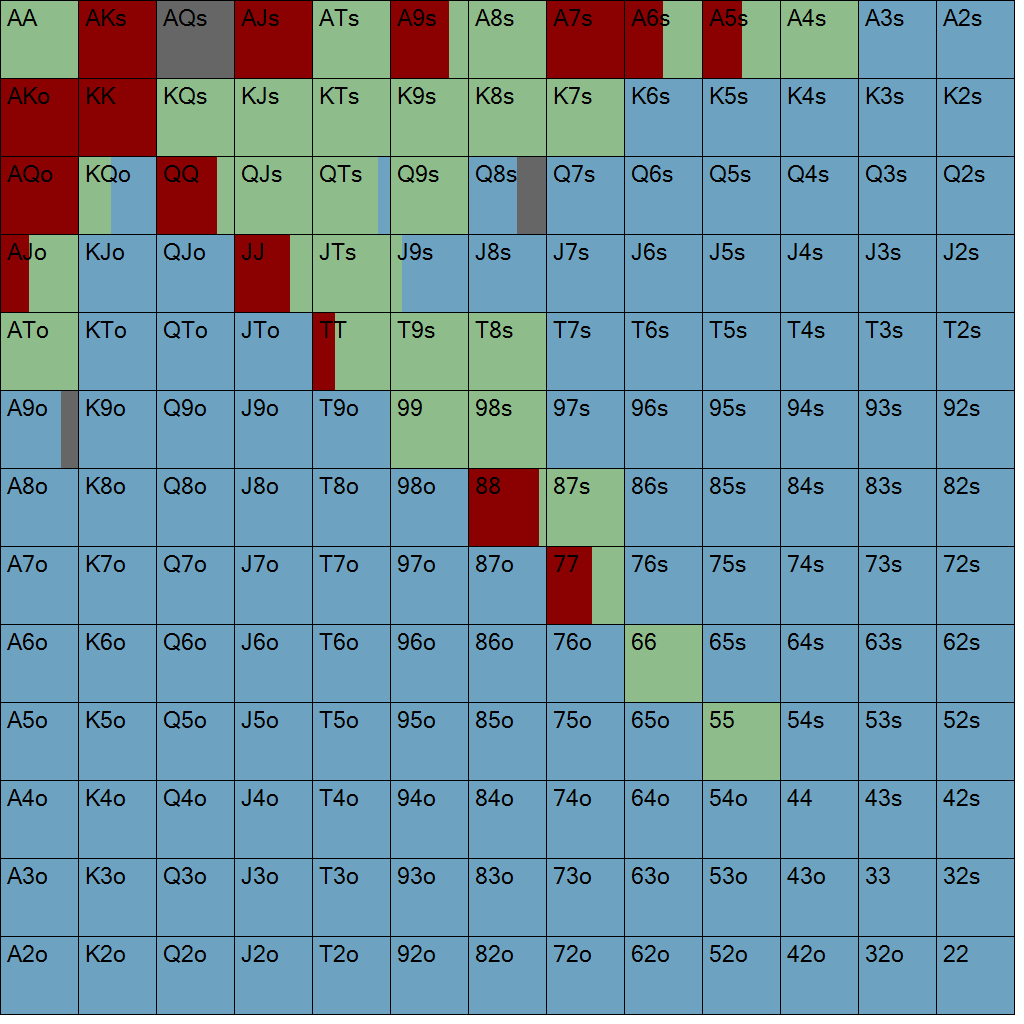 AA AKs AQs AJs ATs A9s A8s A7s A6s A5s A4s A3s A2s
AKo KK KQs KJs KTs K9s K8s K7s K6s K5s K4s K3s K2s
AQo KQo QQ QJs QTs Q9s Q8s Q7s Q6s Q5s Q4s Q3s Q2s
AJo KJo QJo JJ JTs J9s J8s J7s J6s J5s J4s J3s J2s
ATo KTo QTo JTo TT T9s T8s T7s T6s T5s T4s T3s T2s
A9o K9o Q9o J9o T9o 99 98s 97s 96s 95s 94s 93s 92s
A8o K8o Q8o J8o T8o 98o 88 87s 86s 85s 84s 83s 82s
A7o K7o Q7o J7o T7o 97o 87o 77 76s 75s 74s 73s 72s
A6o K6o Q6o J6o T6o 96o 86o 76o 66 65s 64s 63s 62s
A5o K5o Q5o J5o T5o 95o 85o 75o 65o 55 54s 53s 52s
A4o K4o Q4o J4o T4o 94o 84o 74o 64o 54o 44 43s 42s
A3o K3o Q3o J3o T3o 93o 83o 73o 63o 53o 43o 33 32s
A2o K2o Q2o J2o T2o 92o 82o 72o 62o 52o 42o 32o 22